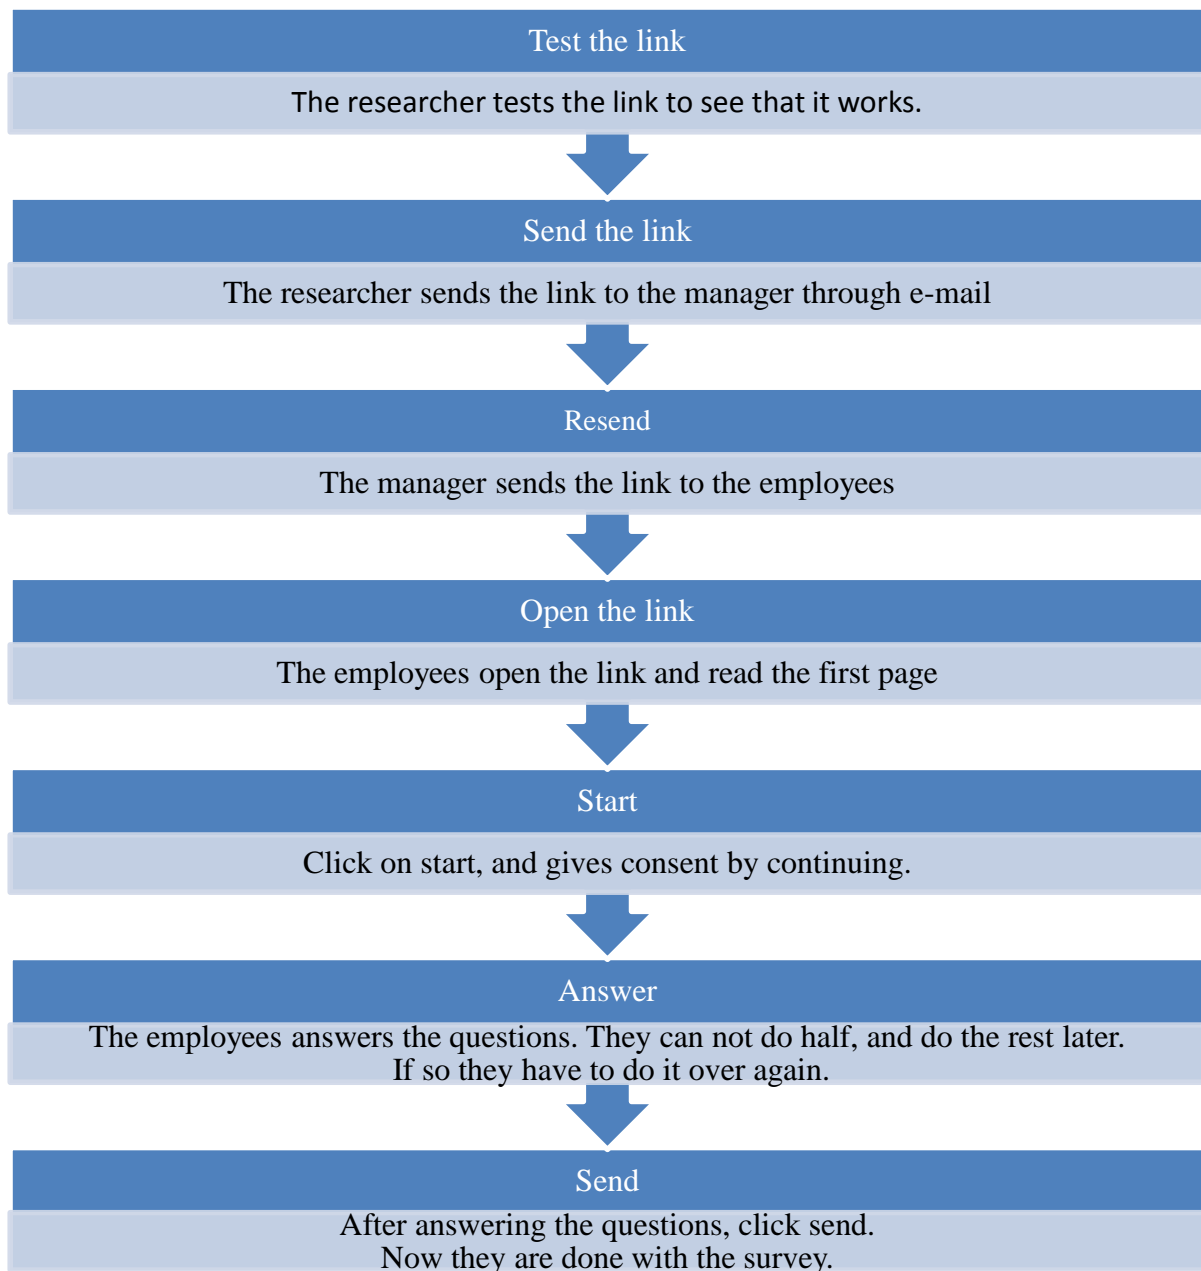 Test the link
The researcher tests the link to see that it works.
Send the link
The researcher sends the link to the manager through e-mail
Resend
The manager sends the link to the employees
Open the link
The employees open the link and read the first page
Start
Click on start, and gives consent by continuing.
Answer
The employees answers the questions. They can not do half, and do the rest later.
If so they have to do it over again.
Send
After answering the questions, click send.
Now they are done with the survey.